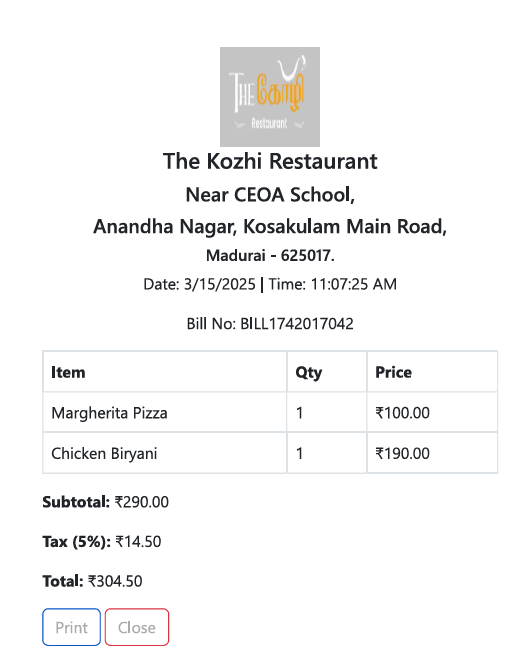 THE கோழி
Restaurant
The Kozhi Restaurant
Near CEOA School,
Anandha Nagar, Kosakulam Main Road,
Madurai - 625017.
Date: 3/15/2025 | Time: 11:07:25 AM
Bill No: BILL1742017042
Item Qty Price
Margherita Pizza 1 ₹100.00
Chicken Biryani 1 ₹190.00
Subtotal: ₹290.00
Tax (5%): ₹14.50
Total: ₹304.50
Print Close